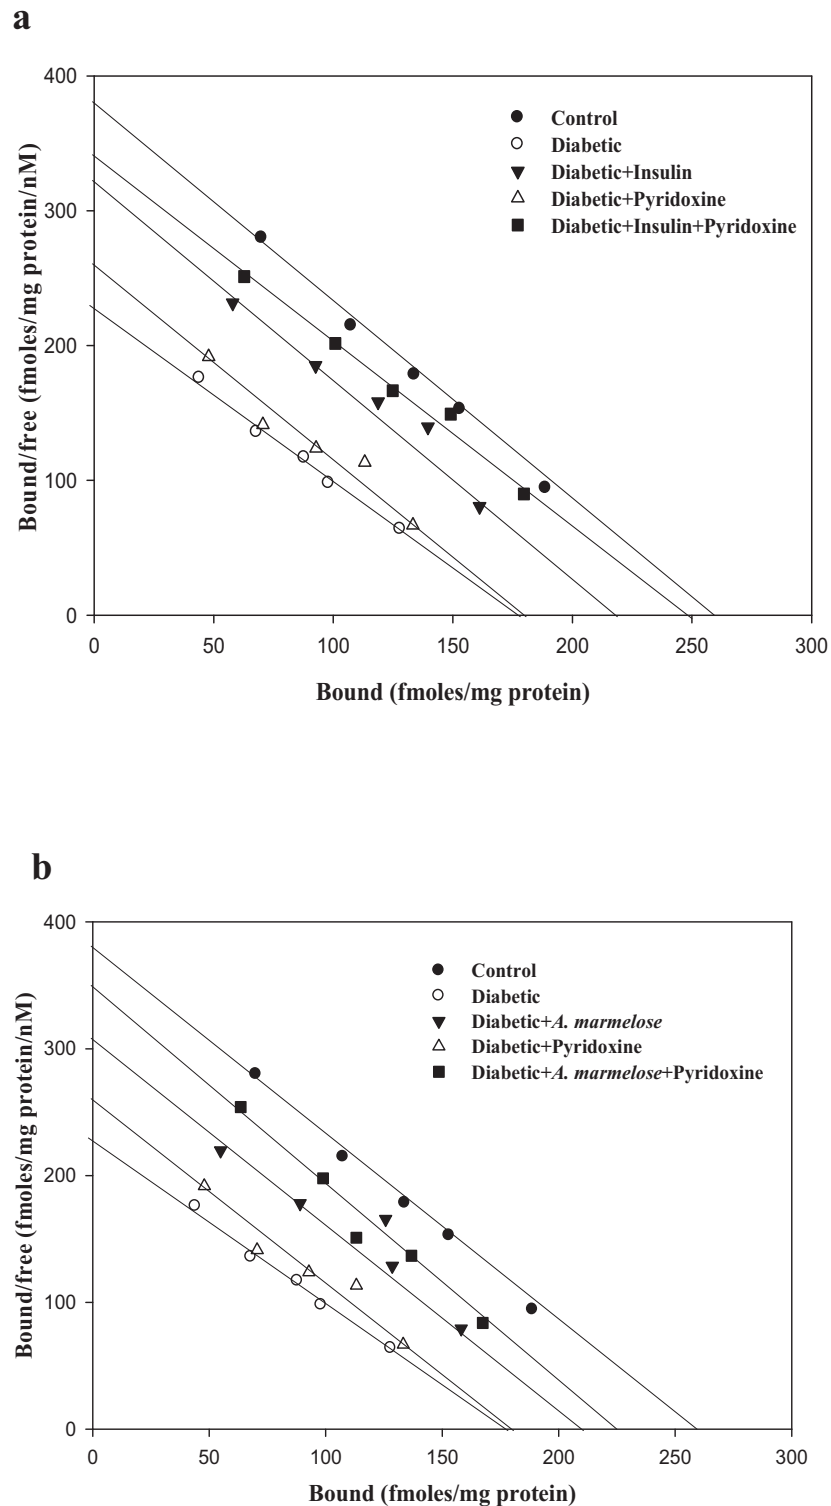 a
400
300
200
100
0
Bound/free (fmoles/mg protein/nM)
Control
Diabetic
Diabetic+Insulin
Diabetic+Pyridoxine
Diabetic+Insulin+Pyridoxine
0 50 100 150 200 250 300
Bound (fmoles/mg protein)
b
400
300
200
100
0
Bound/free (fmoles/mg protein/nM)
Control
Diabetic
Diabetic+A. marmelose
Diabetic+Pyridoxine
Diabetic+A. marmelose+Pyridoxine
0 50 100 150 200 250 300
Bound (fmoles/mg protein)